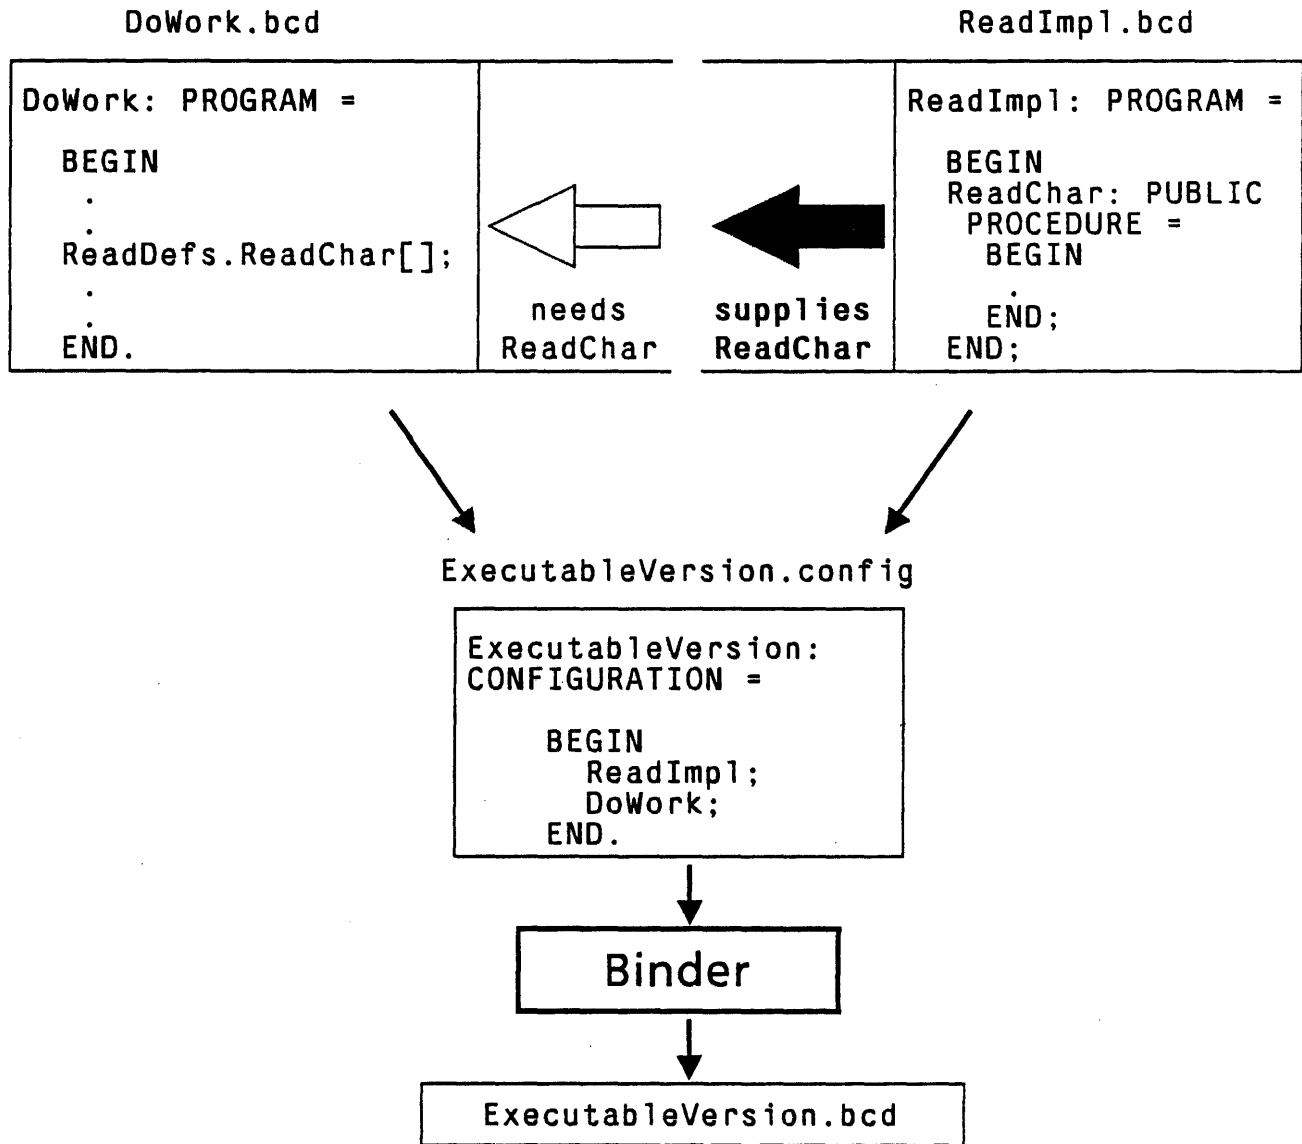 DoWork.bcd
DoWork: PROGRAM =
BEGIN
.
.
ReadDefs.ReadChar[];
.
.
END.
needs
ReadChar
ReadImpl.bcd
supplies
ReadChar
ReadImpl: PROGRAM =
BEGIN
ReadChar: PUBLIC
PROCEDURE =
BEGIN
.
END;
END;
ExecutableVersion.config
ExecutableVersion:
CONFIGURATION =
BEGIN
ReadImpl;
DoWork;
END.
Binder
ExecutableVersion.bcd